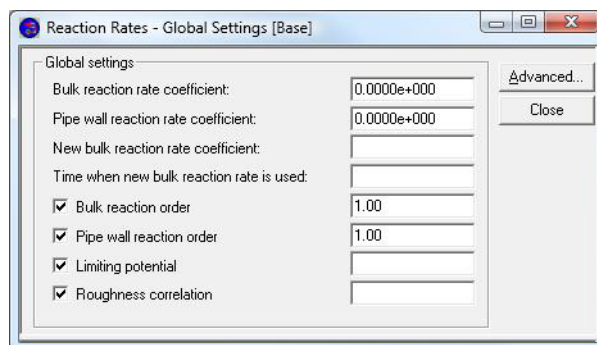 Reaction Rates - Global Settings [Base]
Global settings
Bulk reaction rate coefficient: 0.0000e+000
Pipe wall reaction rate coefficient: 0.0000e+000
New bulk reaction rate coefficient:
Time when new bulk reaction rate is used:
Bulk reaction order 1.00
Pipe wall reaction order 1.00
Limiting potential
Roughness correlation
Advanced...
Close